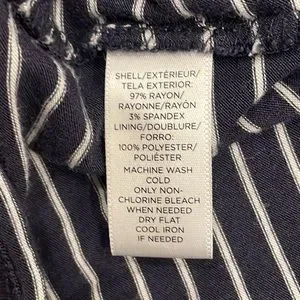 SHELL/EXTÉRIEUR/
TELA EXTERIOR:
97% RAYON/
RAYONNE/RAYÓN
3% SPANDEX
LINING/DOUBLURE/
FORRO:
100% POLYESTER/
POLIÉSTER
MACHINE WASH
COLD
ONLY NON-
CHLORINE BLEACH
WHEN NEEDED
DRY FLAT
COOL IRON
IF NEEDED